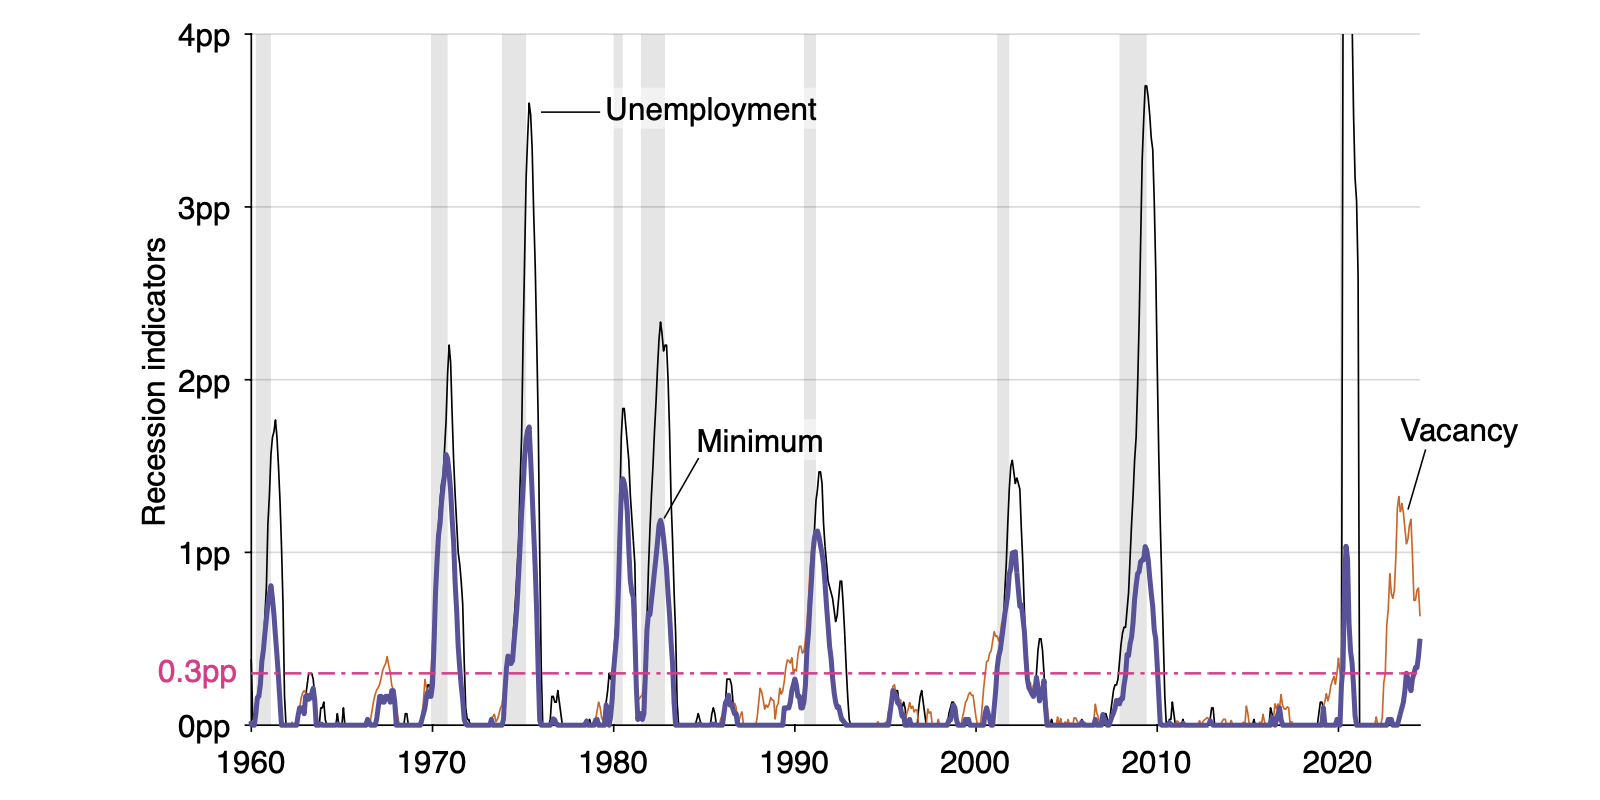 4pp
3pp
2pp
1pp
0.3pp
0pp
Recession indicators
Unemployment
Minimum
Vacancy
1960 1970 1980 1990 2000 2010 2020